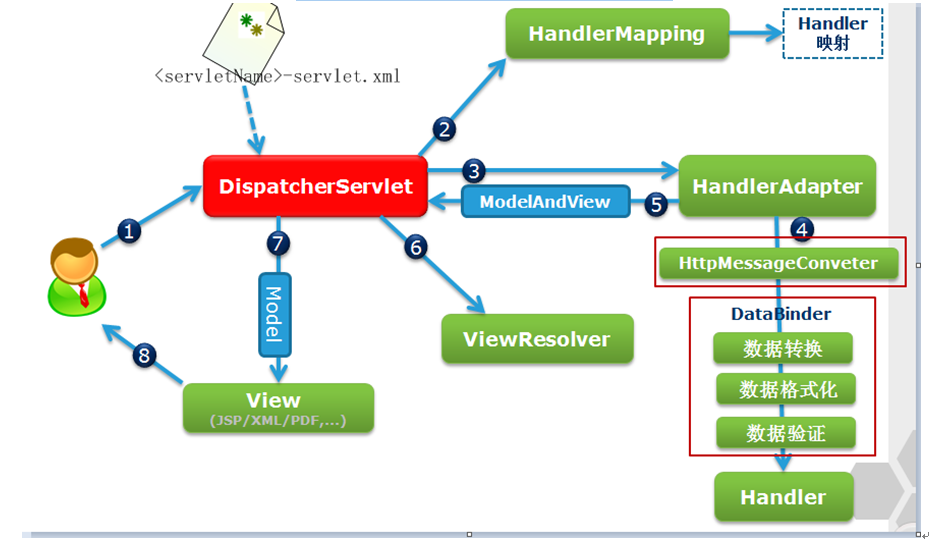 <servletName>-servlet.xml
HandlerMapping
Handler
映射
2
DispatcherServlet
3
HandlerAdapter
ModelAndView
5
1
7
6
4
HttpMessageConveter
Model
DataBinder
ViewResolver
数据转换
8
数据格式化
View
(JSP/XML/PDF,...)
数据验证
Handler